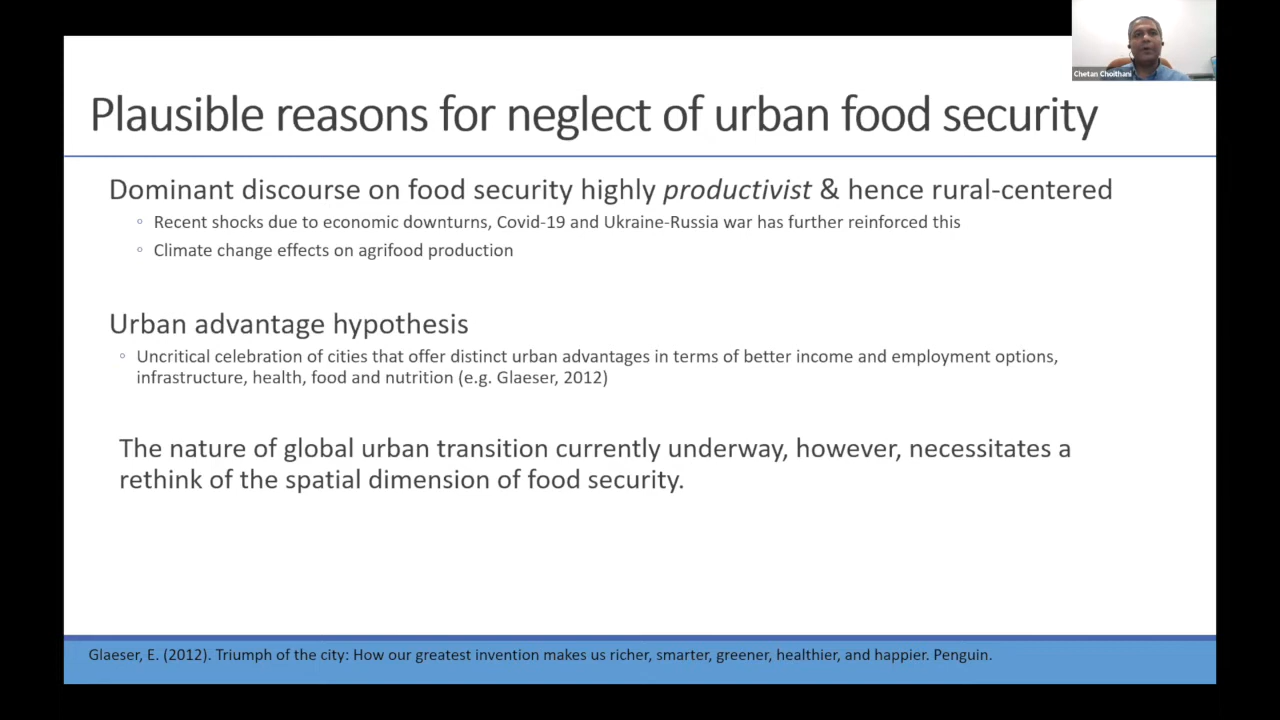 Chetan Choithani
Plausible reasons for neglect of urban food security
Dominant discourse on food security highly productivist & hence rural-centered
◦ Recent shocks due to economic downturns, Covid-19 and Ukraine-Russia war has further reinforced this
◦ Climate change effects on agrifood production
Urban advantage hypothesis
◦ Uncritical celebration of cities that offer distinct urban advantages in terms of better income and employment options,
infrastructure, health, food and nutrition (e.g. Glaeser, 2012)
The nature of global urban transition currently underway, however, necessitates a
rethink of the spatial dimension of food security.
Glaeser, E. (2012). Triumph of the city: How our greatest invention makes us richer, smarter, greener, healthier, and happier. Penguin.